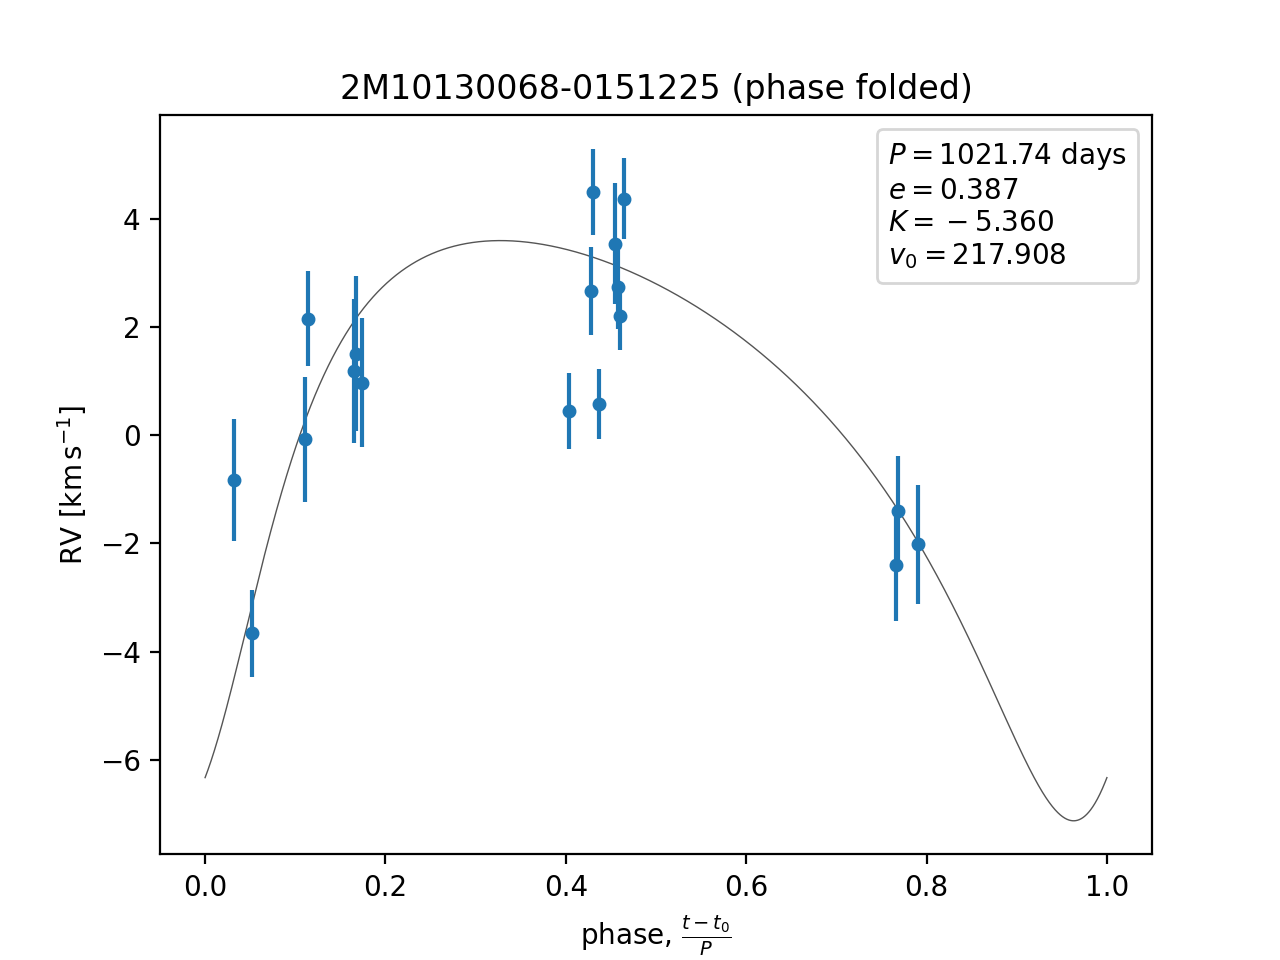 2M10130068-0151225 (phase folded)
P = 1021.74 days
e = 0.387
K = −5.360
v₀ = 217.908
4
2
0
−2
−4
−6
RV [km s⁻¹]
0.0 0.2 0.4 0.6 0.8 1.0
phase, (t − t₀)/P